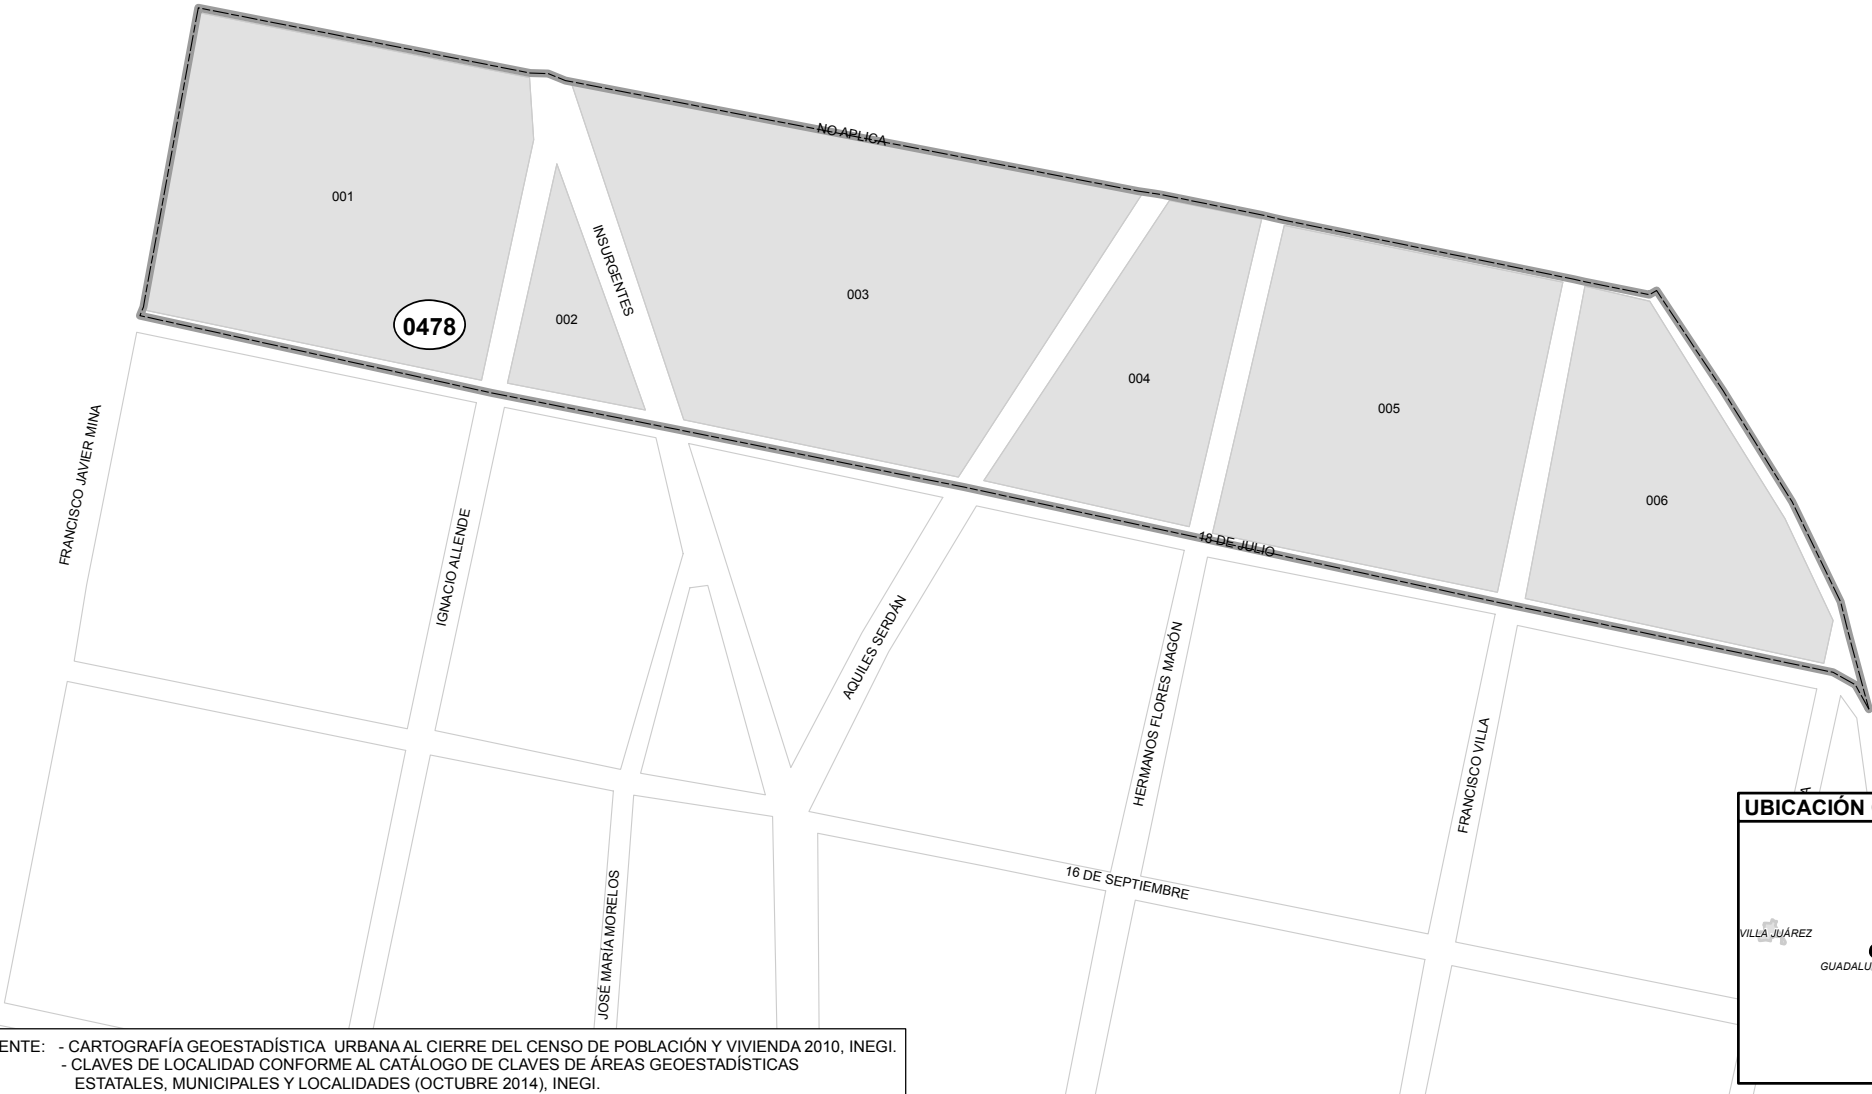 NO APLICA
001
INSURGENTES
003
002
0478
004
005
006
FRANCISCO JAVIER MINA
IGNACIO ALLENDE
18 DE JULIO
AQUILES SERDÁN
HERMANOS FLORES MAGÓN
FRANCISCO VILLA
16 DE SEPTIEMBRE
JOSÉ MARÍA MORELOS
A
UBICACIÓN
VILLA JUÁREZ
GUADALU
ENTE: - CARTOGRAFÍA GEOESTADÍSTICA URBANA AL CIERRE DEL CENSO DE POBLACIÓN Y VIVIENDA 2010, INEGI.
- CLAVES DE LOCALIDAD CONFORME AL CATÁLOGO DE CLAVES DE ÁREAS GEOESTADÍSTICAS
ESTATALES, MUNICIPALES Y LOCALIDADES (OCTUBRE 2014), INEGI.